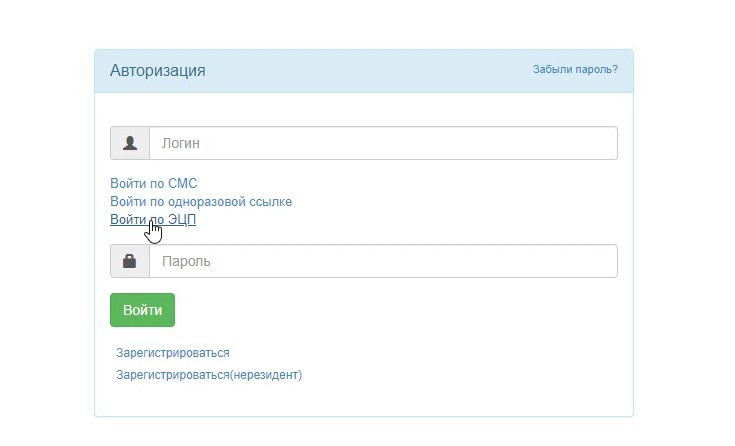 Авторизация
Забыли пароль?
Логин
Войти по СМС
Войти по одноразовой ссылке
Войти по ЭЦП
Пароль
Войти
Зарегистрироваться
Зарегистрироваться(нерезидент)